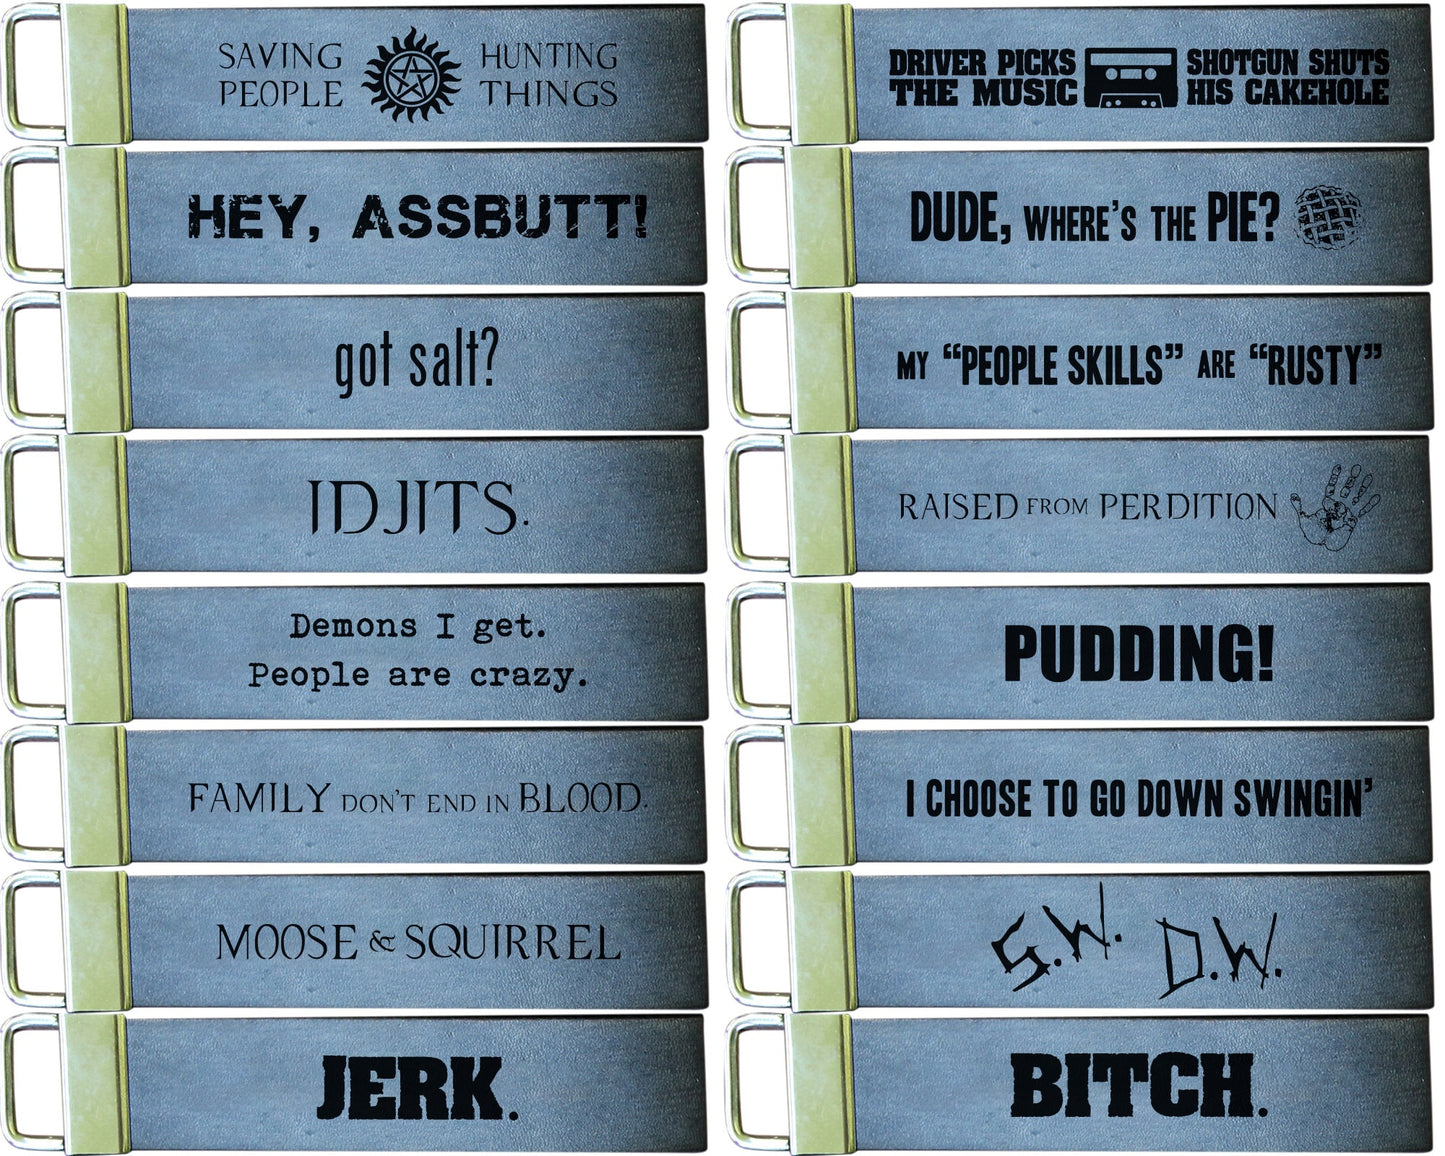 SAVING PEOPLE HUNTING THINGS
DRIVER PICKS THE MUSIC SHOTGUN SHUTS HIS CAKEHOLE
HEY, ASSBUTT!
DUDE, WHERE'S THE PIE?
got salt?
MY "PEOPLE SKILLS" ARE "RUSTY"
IDJITS.
RAISED FROM PERDITION
Demons I get.
People are crazy.
PUDDING!
FAMILY DON'T END IN BLOOD.
I CHOOSE TO GO DOWN SWINGIN'
MOOSE & SQUIRREL
S.W. D.W.
JERK.
BITCH.